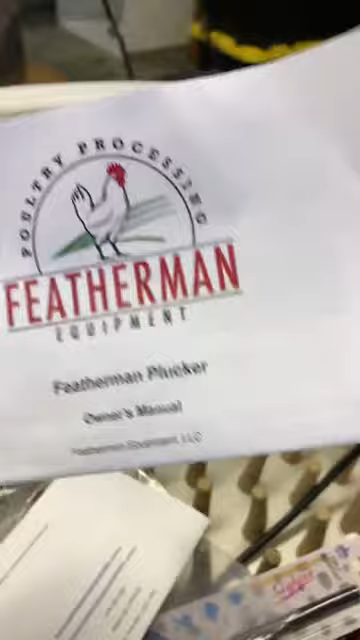 POULTRY PROCESSING
FEATHERMAN
EQUIPMENT
Featherman Plucker
Owner's Manual
Featherman Equipment, LLC